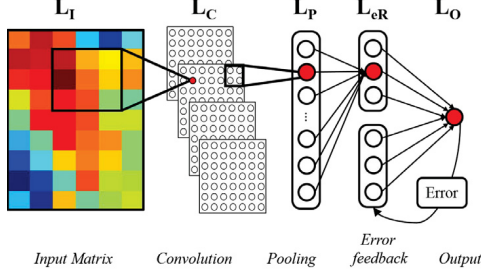 L_I L_C L_P L_eR L_O
Error
Input Matrix Convolution Pooling Error feedback Output